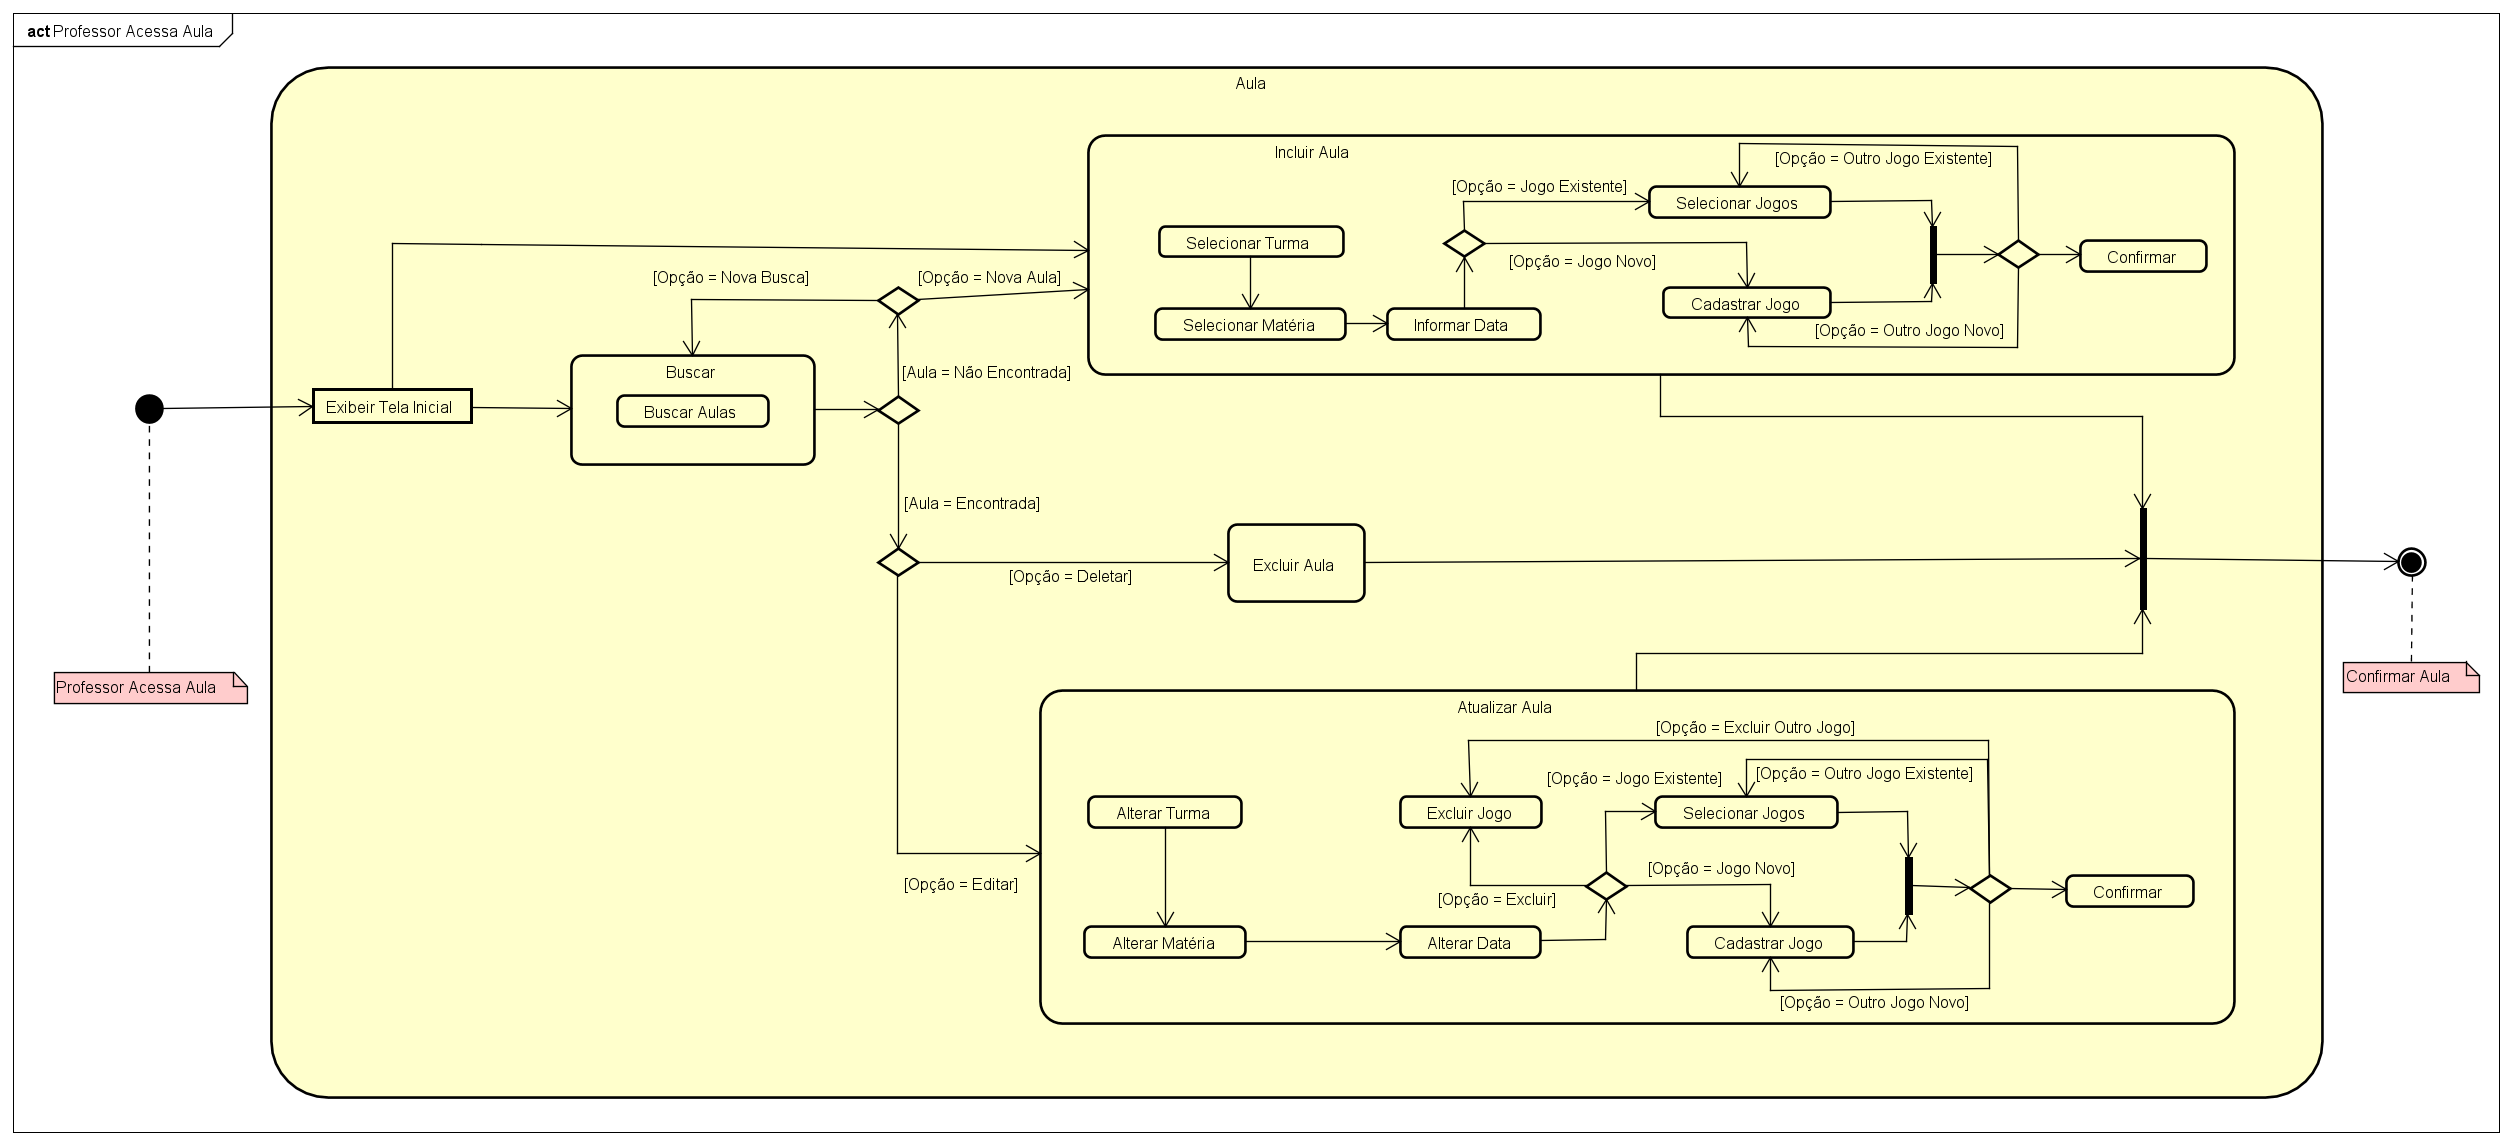 act Professor Acessa Aula
Aula
Incluir Aula
[Opção = Outro Jogo Existente]
[Opção = Jogo Existente]
Selecionar Jogos
Selecionar Turma
[Opção = Jogo Novo]
Confirmar
[Opção = Nova Busca]
[Opção = Nova Aula]
Cadastrar Jogo
Selecionar Matéria
Informar Data
[Opção = Outro Jogo Novo]
Buscar
[Aula = Não Encontrada]
Exibeir Tela Inicial
Buscar Aulas
[Aula = Encontrada]
Excluir Aula
[Opção = Deletar]
Professor Acessa Aula
Confirmar Aula
Atualizar Aula
[Opção = Excluir Outro Jogo]
[Opção = Jogo Existente]
[Opção = Outro Jogo Existente]
Alterar Turma
Excluir Jogo
Selecionar Jogos
[Opção = Jogo Novo]
[Opção = Editar]
[Opção = Excluir]
Confirmar
Alterar Matéria
Alterar Data
Cadastrar Jogo
[Opção = Outro Jogo Novo]